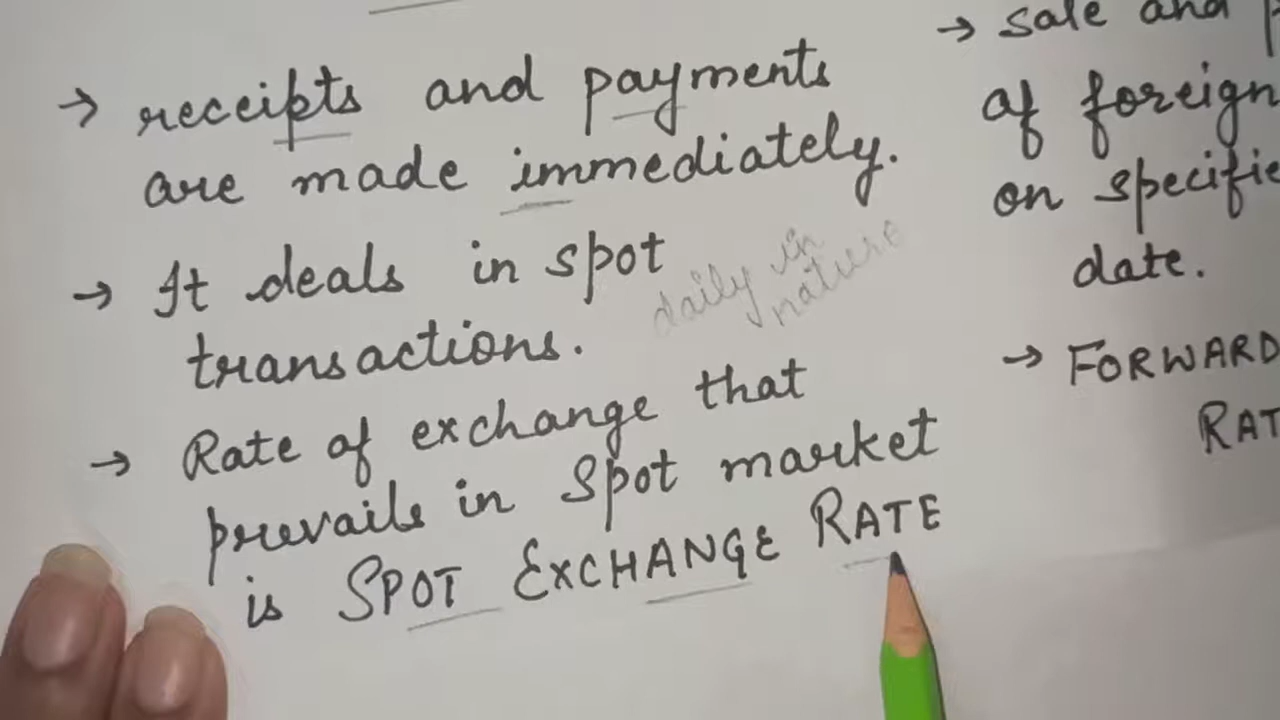 → receipts and payments
are made immediately.
→ It deals in spot
transactions.
daily in
nature
→ Rate of exchange that
prevails in spot market
is SPOT EXCHANGE RATE
→ sale and
of foreign
on specifie
date.
→ FORWARD
RAT